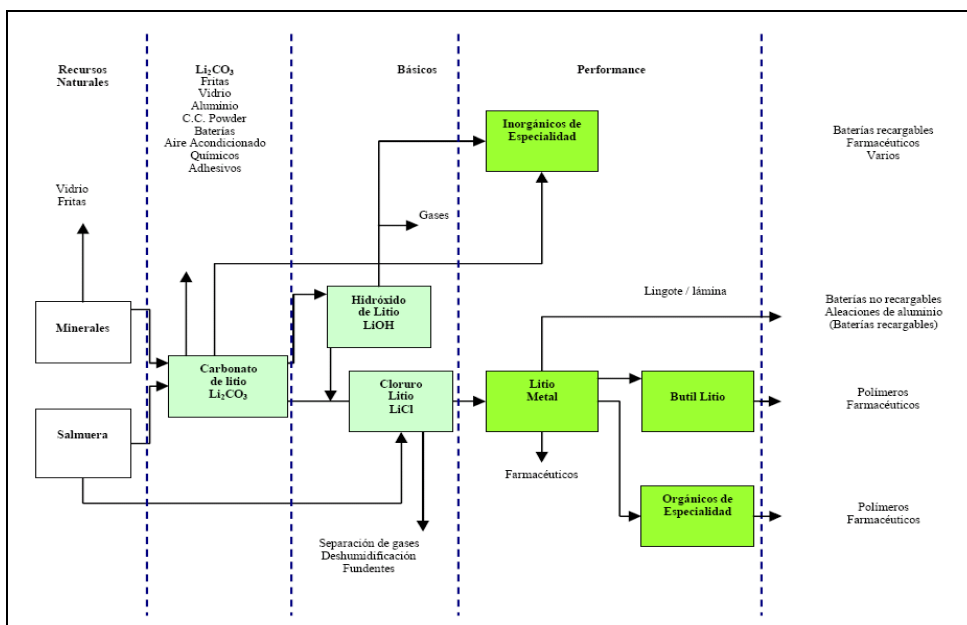 Recursos
Naturales
Li₂CO₃
Fritas
Vidrio
Aluminio
C.C. Powder
Baterías
Aire Acondicionado
Químicos
Adhesivos
Básicos
Performance
Inorgánicos de
Especialidad
Baterías recargables
Farmacéuticos
Varios
Vidrio
Fritas
Gases
Minerales
Hidróxido
de Litio
LiOH
Lingote / lámina
Baterías no recargables
Aleaciones de aluminio
(Baterías recargables)
Carbonato
de litio
Li₂CO₃
Cloruro
Litio
LiCl
Litio
Metal
Butil Litio
Polímeros
Farmacéuticos
Salmuera
Farmacéuticos
Orgánicos de
Especialidad
Polímeros
Farmacéuticos
Separación de gases
Deshumidificación
Fundentes